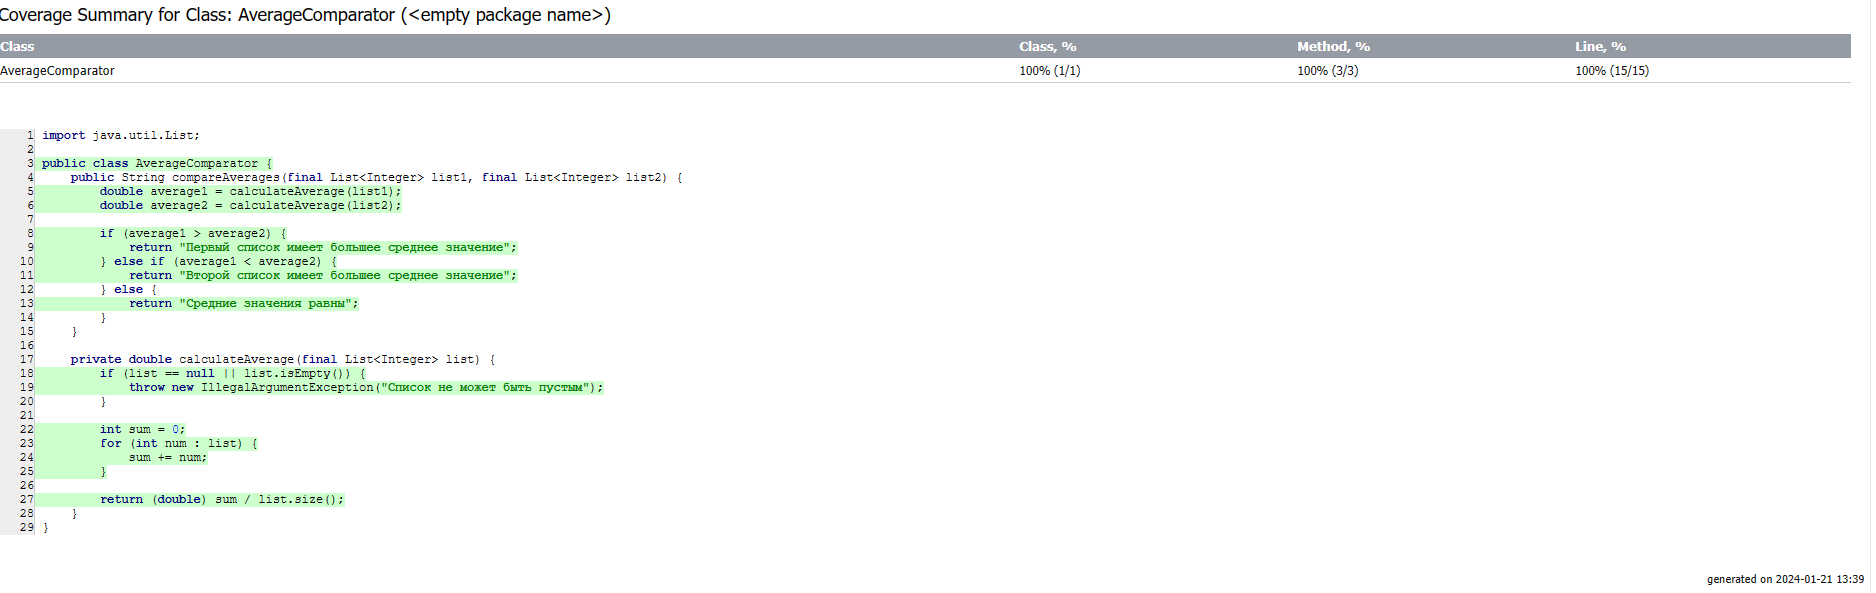 Coverage Summary for Class: AverageComparator (<empty package name>)
Class Class, % Method, % Line, %
AverageComparator 100% (1/1) 100% (3/3) 100% (15/15)
1 import java.util.List;
2
3 public class AverageComparator {
4     public String compareAverages(final List<Integer> list1, final List<Integer> list2) {
5         double average1 = calculateAverage(list1);
6         double average2 = calculateAverage(list2);
7
8         if (average1 > average2) {
9             return "Первый список имеет большее среднее значение";
10         } else if (average1 < average2) {
11             return "Второй список имеет большее среднее значение";
12         } else {
13             return "Средние значения равны";
14         }
15     }
16
17     private double calculateAverage(final List<Integer> list) {
18         if (list == null || list.isEmpty()) {
19             throw new IllegalArgumentException("Список не может быть пустым");
20         }
21
22         int sum = 0;
23         for (int num : list) {
24             sum += num;
25         }
26
27         return (double) sum / list.size();
28     }
29 }
generated on 2024-01-21 13:39